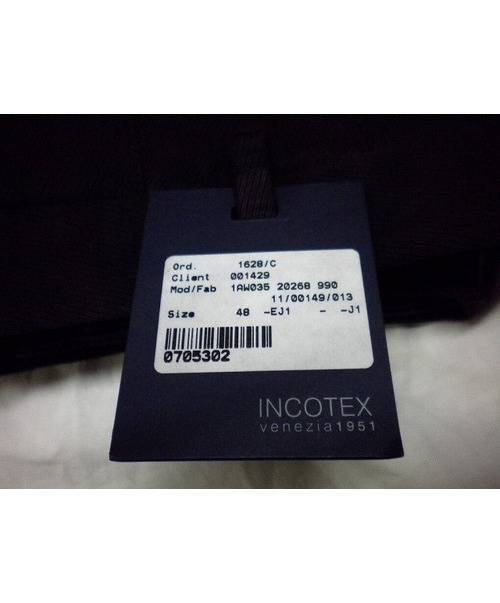 Ord. 1628/C
Client 001429
Mod/Fab 1AW035 20268 990
11/00149/013
Size 48 -EJ1 - -J1
0705302
INCOTEX
venezia1951